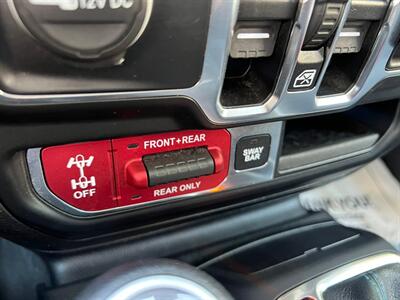 12V DC
FRONT+REAR
OFF
REAR ONLY
SWAY
BAR